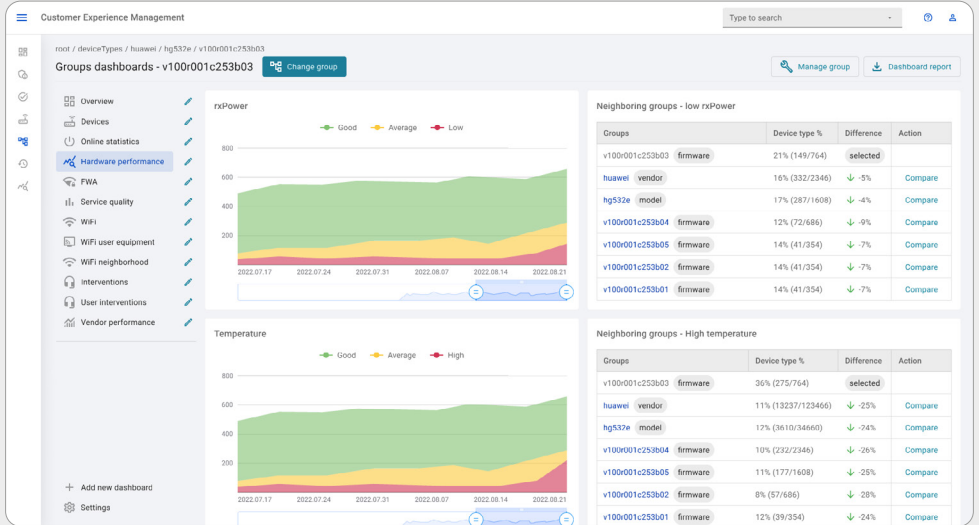 Customer Experience Management
Type to search
root / deviceTypes / huawei / hg532e / v100r001c253b03
Groups dashboards - v100r001c253b03
Change group
Manage group
Dashboard report
Overview
Devices
Online statistics
Hardware performance
FWA
Service quality
WiFi
WiFi user equipment
WiFi neighborhood
Interventions
User interventions
Vendor performance
Add new dashboard
Settings
rxPower
Good Average Low
800
600
400
200
2022.07.17 2022.07.24 2022.07.31 2022.08.07 2022.08.14 2022.08.21
Neighboring groups - low rxPower
Groups Device type % Difference Action
v100r001c253b03 firmware 21% (149/764) selected
huawei vendor 16% (332/2346) -5% Compare
hg532e model 17% (287/1608) -4% Compare
v100r001c253b04 firmware 12% (72/686) -9% Compare
v100r001c253b05 firmware 14% (41/354) -7% Compare
v100r001c253b02 firmware 14% (41/354) -7% Compare
v100r001c253b01 firmware 14% (41/354) -7% Compare
Temperature
Good Average High
800
600
400
200
2022.07.17 2022.07.24 2022.07.31 2022.08.07 2022.08.14 2022.08.21
Neighboring groups - High temperature
Groups Device type % Difference Action
v100r001c253b03 firmware 36% (275/764) selected
huawei vendor 11% (13237/123466) -25% Compare
hg532e model 12% (3610/34660) -24% Compare
v100r001c253b04 firmware 10% (232/2346) -26% Compare
v100r001c253b05 firmware 11% (177/1608) -25% Compare
v100r001c253b02 firmware 8% (57/686) -28% Compare
v100r001c253b01 firmware 12% (39/354) -24% Compare